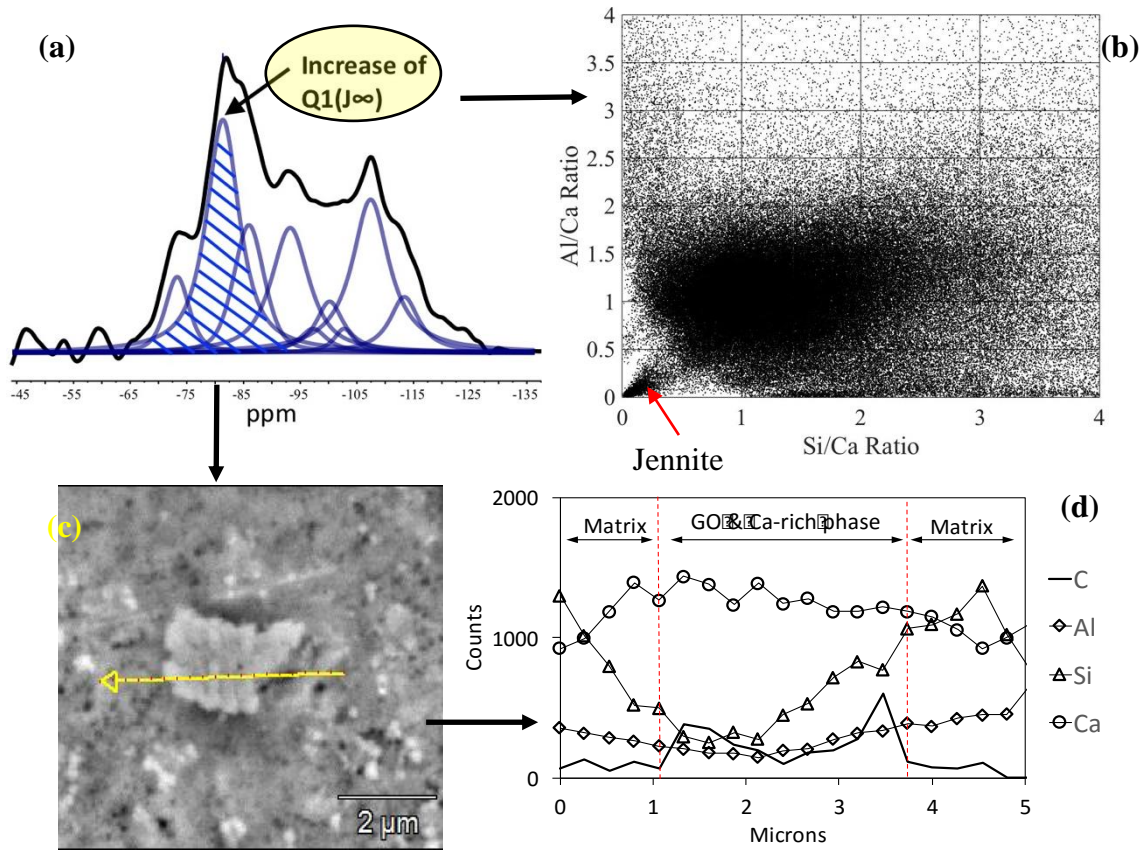 (a)
Increase of
Q1(J∞)
-45 -55 -65 -75 -85 -95 -105 -115 -125 -135
ppm
(b)
4
3.5
3
2.5
2
1.5
1
0.5
0
Al/Ca Ratio
0 1 2 3 4
Si/Ca Ratio
Jennite
(c)
2 μm
(d)
2000
1000
0
Counts
Matrix
GO & Ca-rich phase
Matrix
0 1 2 3 4 5
Microns
C
Al
Si
Ca